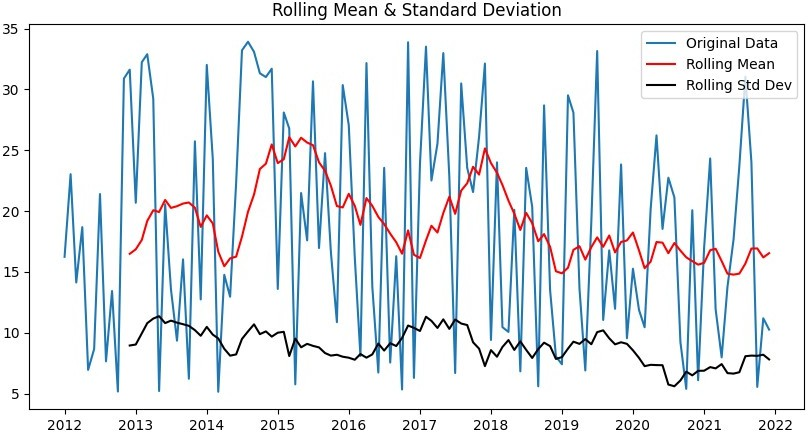 Rolling Mean & Standard Deviation
Original Data
Rolling Mean
Rolling Std Dev
35
30
25
20
15
10
5
2012 2013 2014 2015 2016 2017 2018 2019 2020 2021 2022